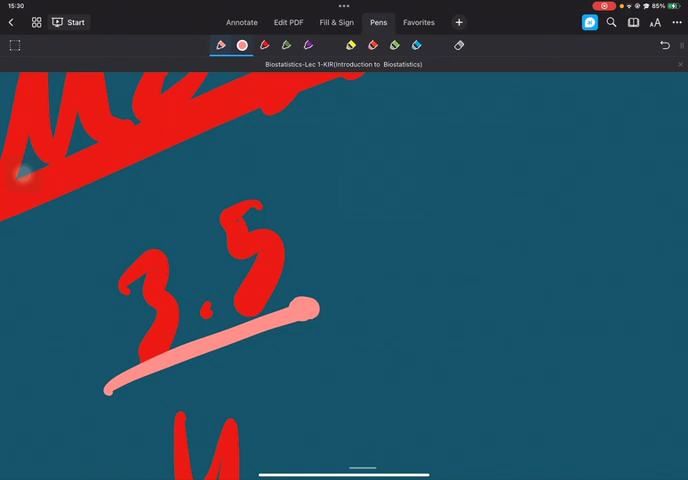 15:30
85%
Start
Annotate Edit PDF Fill & Sign Pens Favorites
Biostatistics-Lec 1-KIR(Introduction to Biostatistics)
3.5